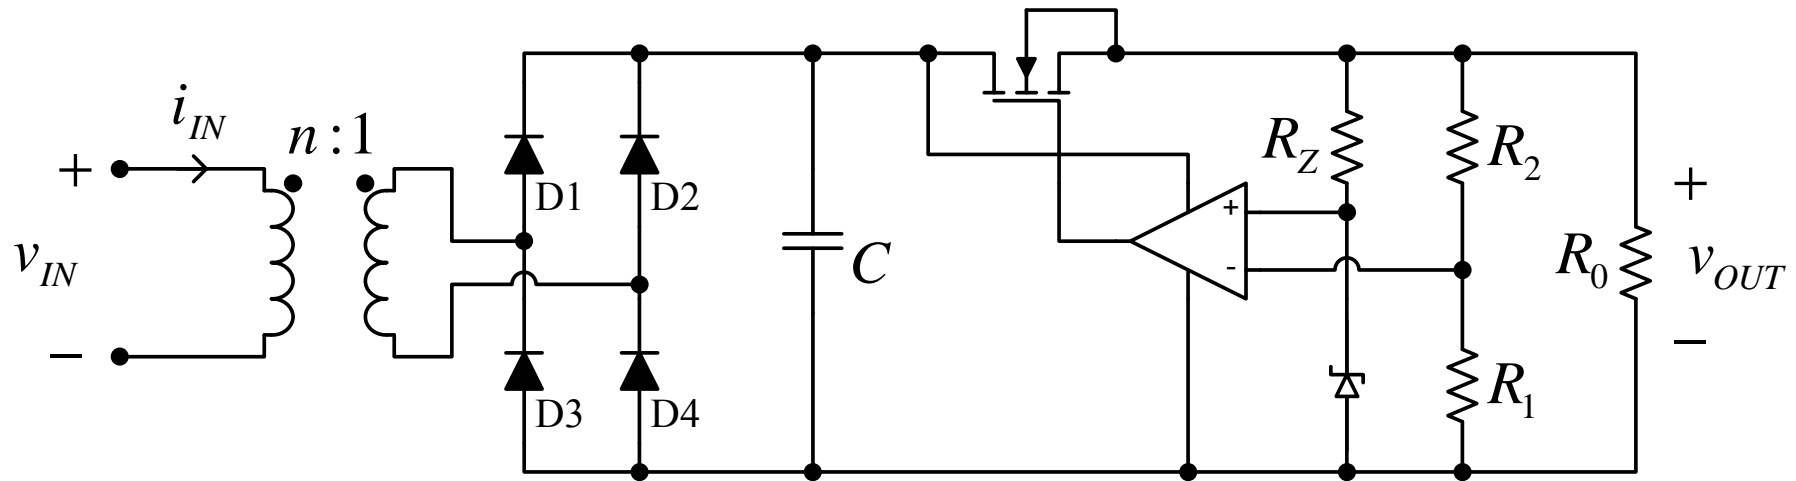 i_IN
n:1
+
v_IN
−
D1
D2
D3
D4
C
+
-
R_Z
R_2
R_1
R_0
+
v_OUT
−